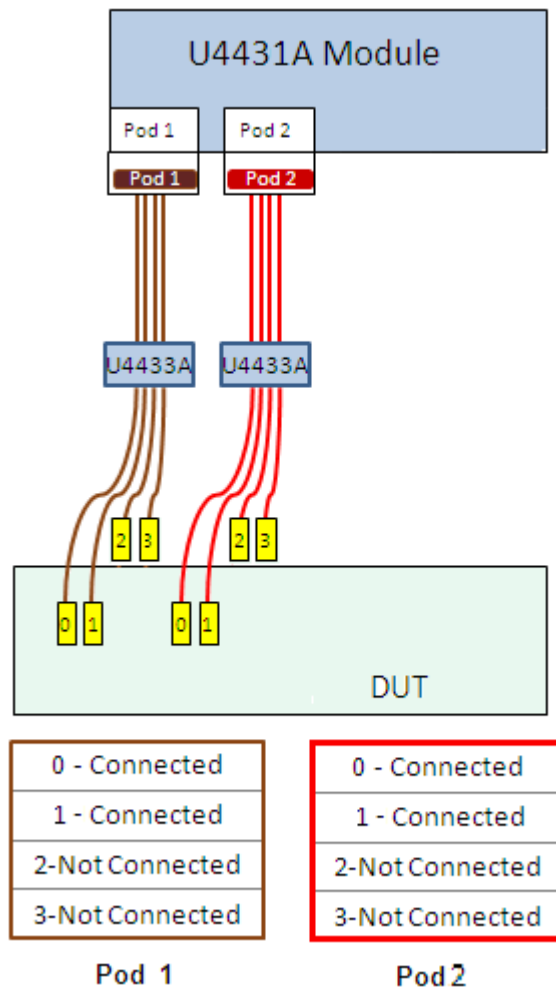 U4431A Module
Pod 1 Pod 2
Pod 1 Pod 2
U4433A U4433A
2 3 2 3
0 1 0 1
DUT
0 - Connected
1 - Connected
2-Not Connected
3-Not Connected
Pod 1
0 - Connected
1 - Connected
2-Not Connected
3-Not Connected
Pod 2